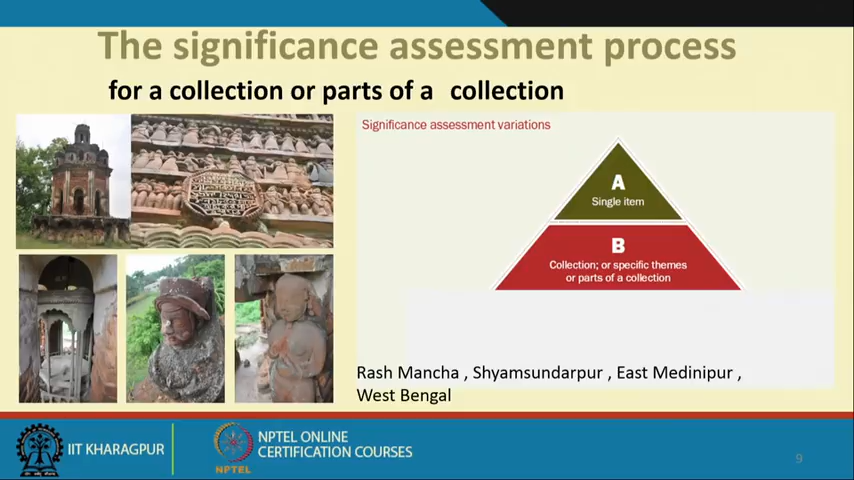 The significance assessment process
for a collection or parts of a collection
Significance assessment variations
A
Single item
B
Collection; or specific themes
or parts of a collection
Rash Mancha , Shyamsundarpur , East Medinipur ,
West Bengal
IIT KHARAGPUR
NPTEL
NPTEL ONLINE
CERTIFICATION COURSES
9